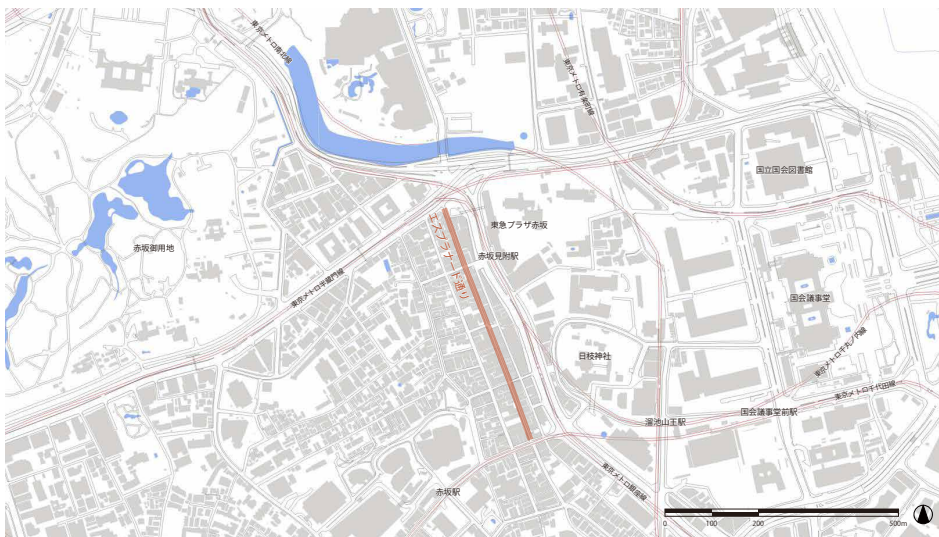 東京メトロ南北線
東京メトロ有楽町線
国立国会図書館
東急プラザ赤坂
エスプラナード通り
赤坂御用地
赤坂見附駅
東京メトロ半蔵門線
国会議事堂
日枝神社
東京メトロ千丸ノ内線
東京メトロ千代田線
国会議事堂前駅
溜池山王駅
東京メトロ銀座線
赤坂駅
0 100 200 500m